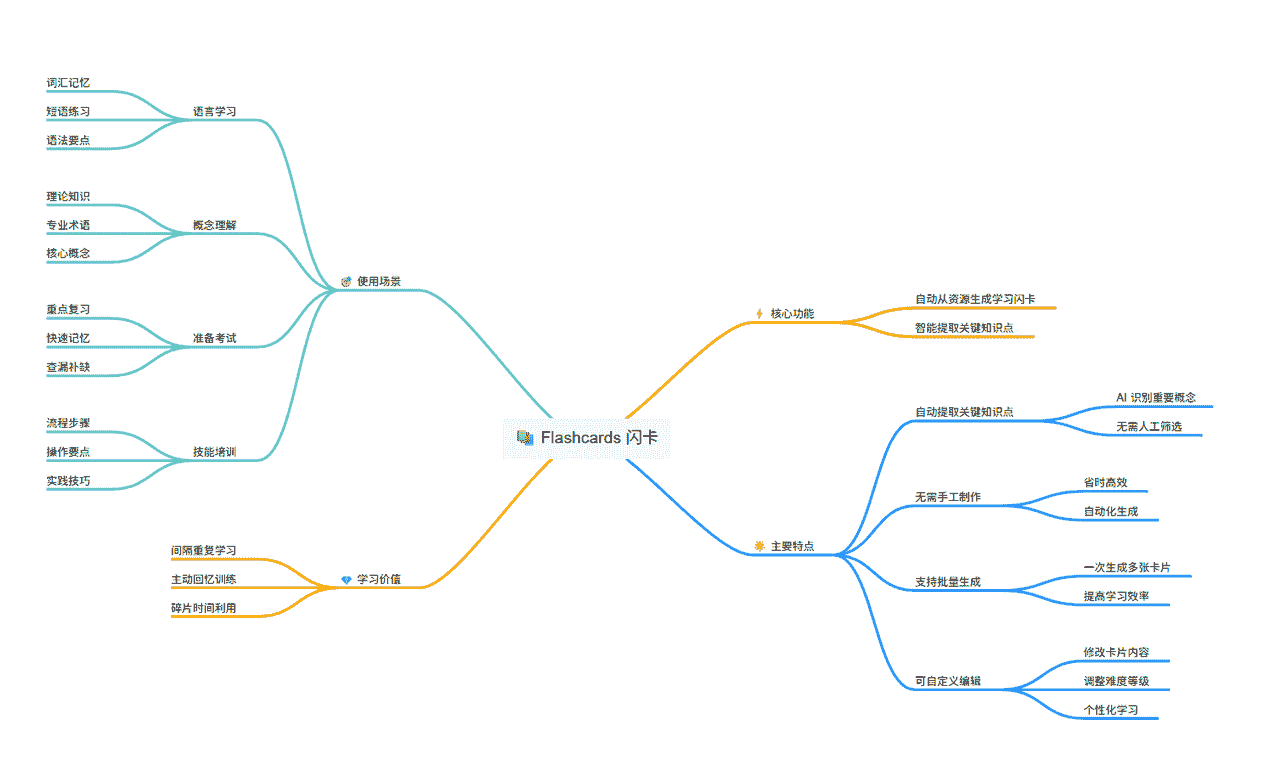 Flashcards 闪卡
核心功能
自动从资源生成学习闪卡
智能提取关键知识点
主要特点
自动提取关键知识点
AI 识别重要概念
无需人工筛选
无需手工制作
省时高效
自动化生成
支持批量生成
一次生成多张卡片
提高学习效率
可自定义编辑
修改卡片内容
调整难度等级
个性化学习
使用场景
语言学习
词汇记忆
短语练习
语法要点
概念理解
理论知识
专业术语
核心概念
准备考试
重点复习
快速记忆
查漏补缺
技能培训
流程步骤
操作要点
实践技巧
学习价值
间隔重复学习
主动回忆训练
碎片时间利用